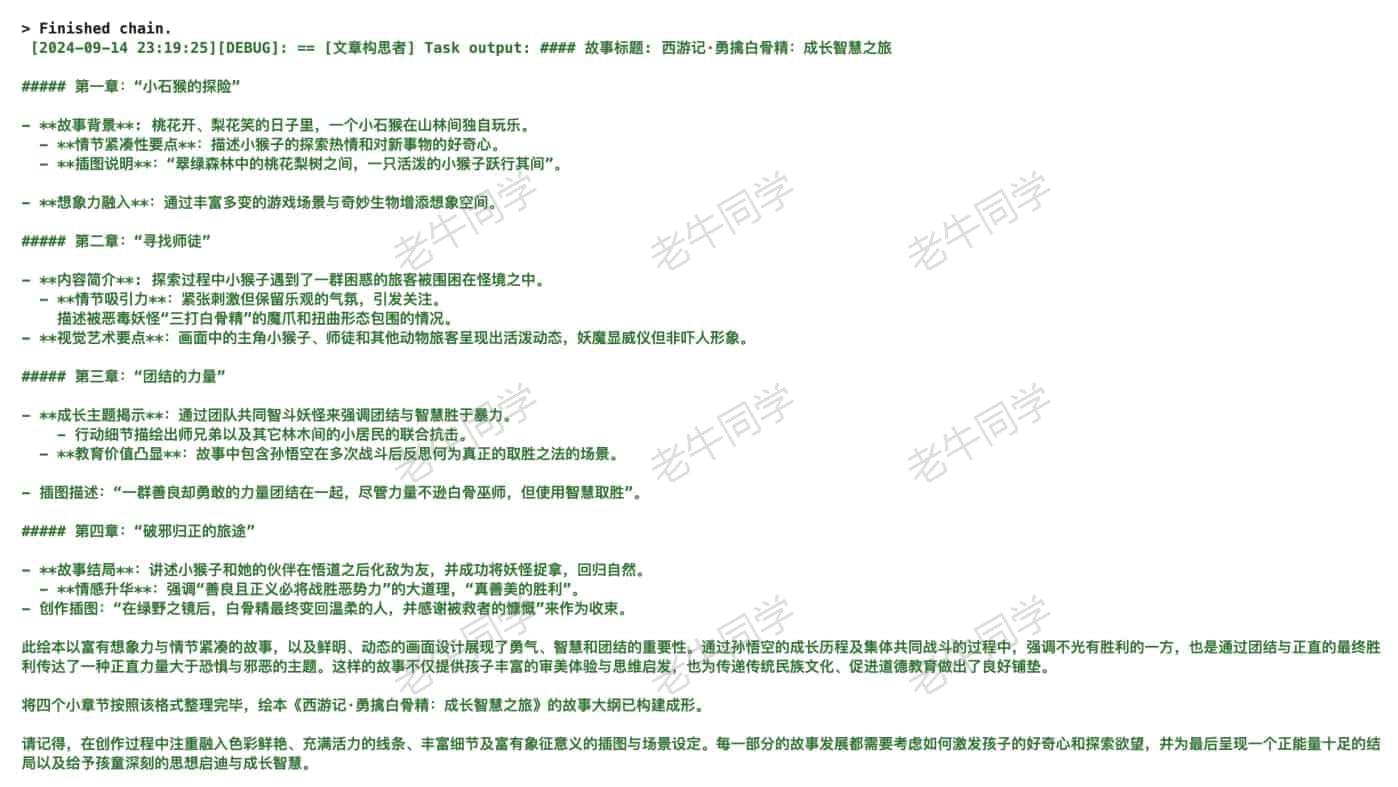 > Finished chain.
[2024-09-14 23:19:25][DEBUG]: == [文章构思者] Task output: #### 故事标题: 西游记·勇擒白骨精: 成长智慧之旅
##### 第一章: “小石猴的探险”
– **故事背景**: 桃花开、梨花笑的日子里，一个小石猴在山林间独自玩乐。
– **情节紧凑性要点**: 描述小猴子的探索热情和对新事物的好奇心。
– **插图说明**: “翠绿森林中的桃花梨树之间，一只活泼的小猴子跃行其间”。
– **想象力融入**: 通过丰富多变的游戏场景与奇妙生物增添想象空间。
##### 第二章: “寻找师徒”
– **内容简介**: 探索过程中小猴子遇到了一群困惑的旅客被围困在怪境之中。
– **情节吸引力**: 紧张刺激但保留乐观的气氛，引发关注。
描述被恶毒妖怪“三打白骨精”的魔爪和扭曲形态包围的情况。
– **视觉艺术要点**: 画面中的主角小猴子、师徒和其他动物旅客呈现出活泼动态，妖魔显威仪但非吓人形象。
##### 第三章: “团结的力量”
– **成长主题揭示**: 通过团队共同智斗妖怪来强调团结与智慧胜于暴力。
– 行动细节描绘出师兄弟以及其它林木间的小居民的联合抗击。
– **教育价值凸显**: 故事中包含孙悟空在多次战斗后反思何为真正的取胜之法的场景。
– 插图描述: “一群善良却勇敢的力量团结在一起，尽管力量不逊白骨巫师，但使用智慧取胜”。
##### 第四章: “破邪归正的旅途”
– **故事结局**: 讲述小猴子和她的伙伴在悟道之后化敌为友，并成功将妖怪捉拿，回归自然。
– **情感升华**: 强调“善良且正义必将战胜恶势力”的大道理，“真善美的胜利”。
– 创作插图: “在绿野之镜后，白骨精最终变回温柔的人，并感谢被救者的慷慨”来作为收束。
此绘本以富有想象力与情节紧凑的故事，以及鲜明、动态的画面设计展现了勇气、智慧和团结的重要性。通过孙悟空的成长历程及集体共同战斗的过程中，强调不光有胜利的一方，也是通过团结与正直的最终胜
利传达了一种正直力量大于恐惧与邪恶的主题。这样的故事不仅提供孩子丰富的审美体验与思维启发，也为传递传统民族文化、促进道德教育做出了良好铺垫。
将四个小章节按照该格式整理完毕，绘本《西游记·勇擒白骨精: 成长智慧之旅》的故事大纲已构建成形。
请记得，在创作过程中注重融入色彩鲜艳、充满活力的线条、丰富细节及富有象征意义的插图与场景设定。每一部分的故事发展都需要考虑如何激发孩子的好奇心和探索欲望，并为最后呈现一个正能量十足的结
局以及给予孩童深刻的思想启迪与成长智慧。
老牛同学 老牛同学 老牛同学
老牛同学 老牛同学 老牛同学
老牛同学 老牛同学 老牛同学